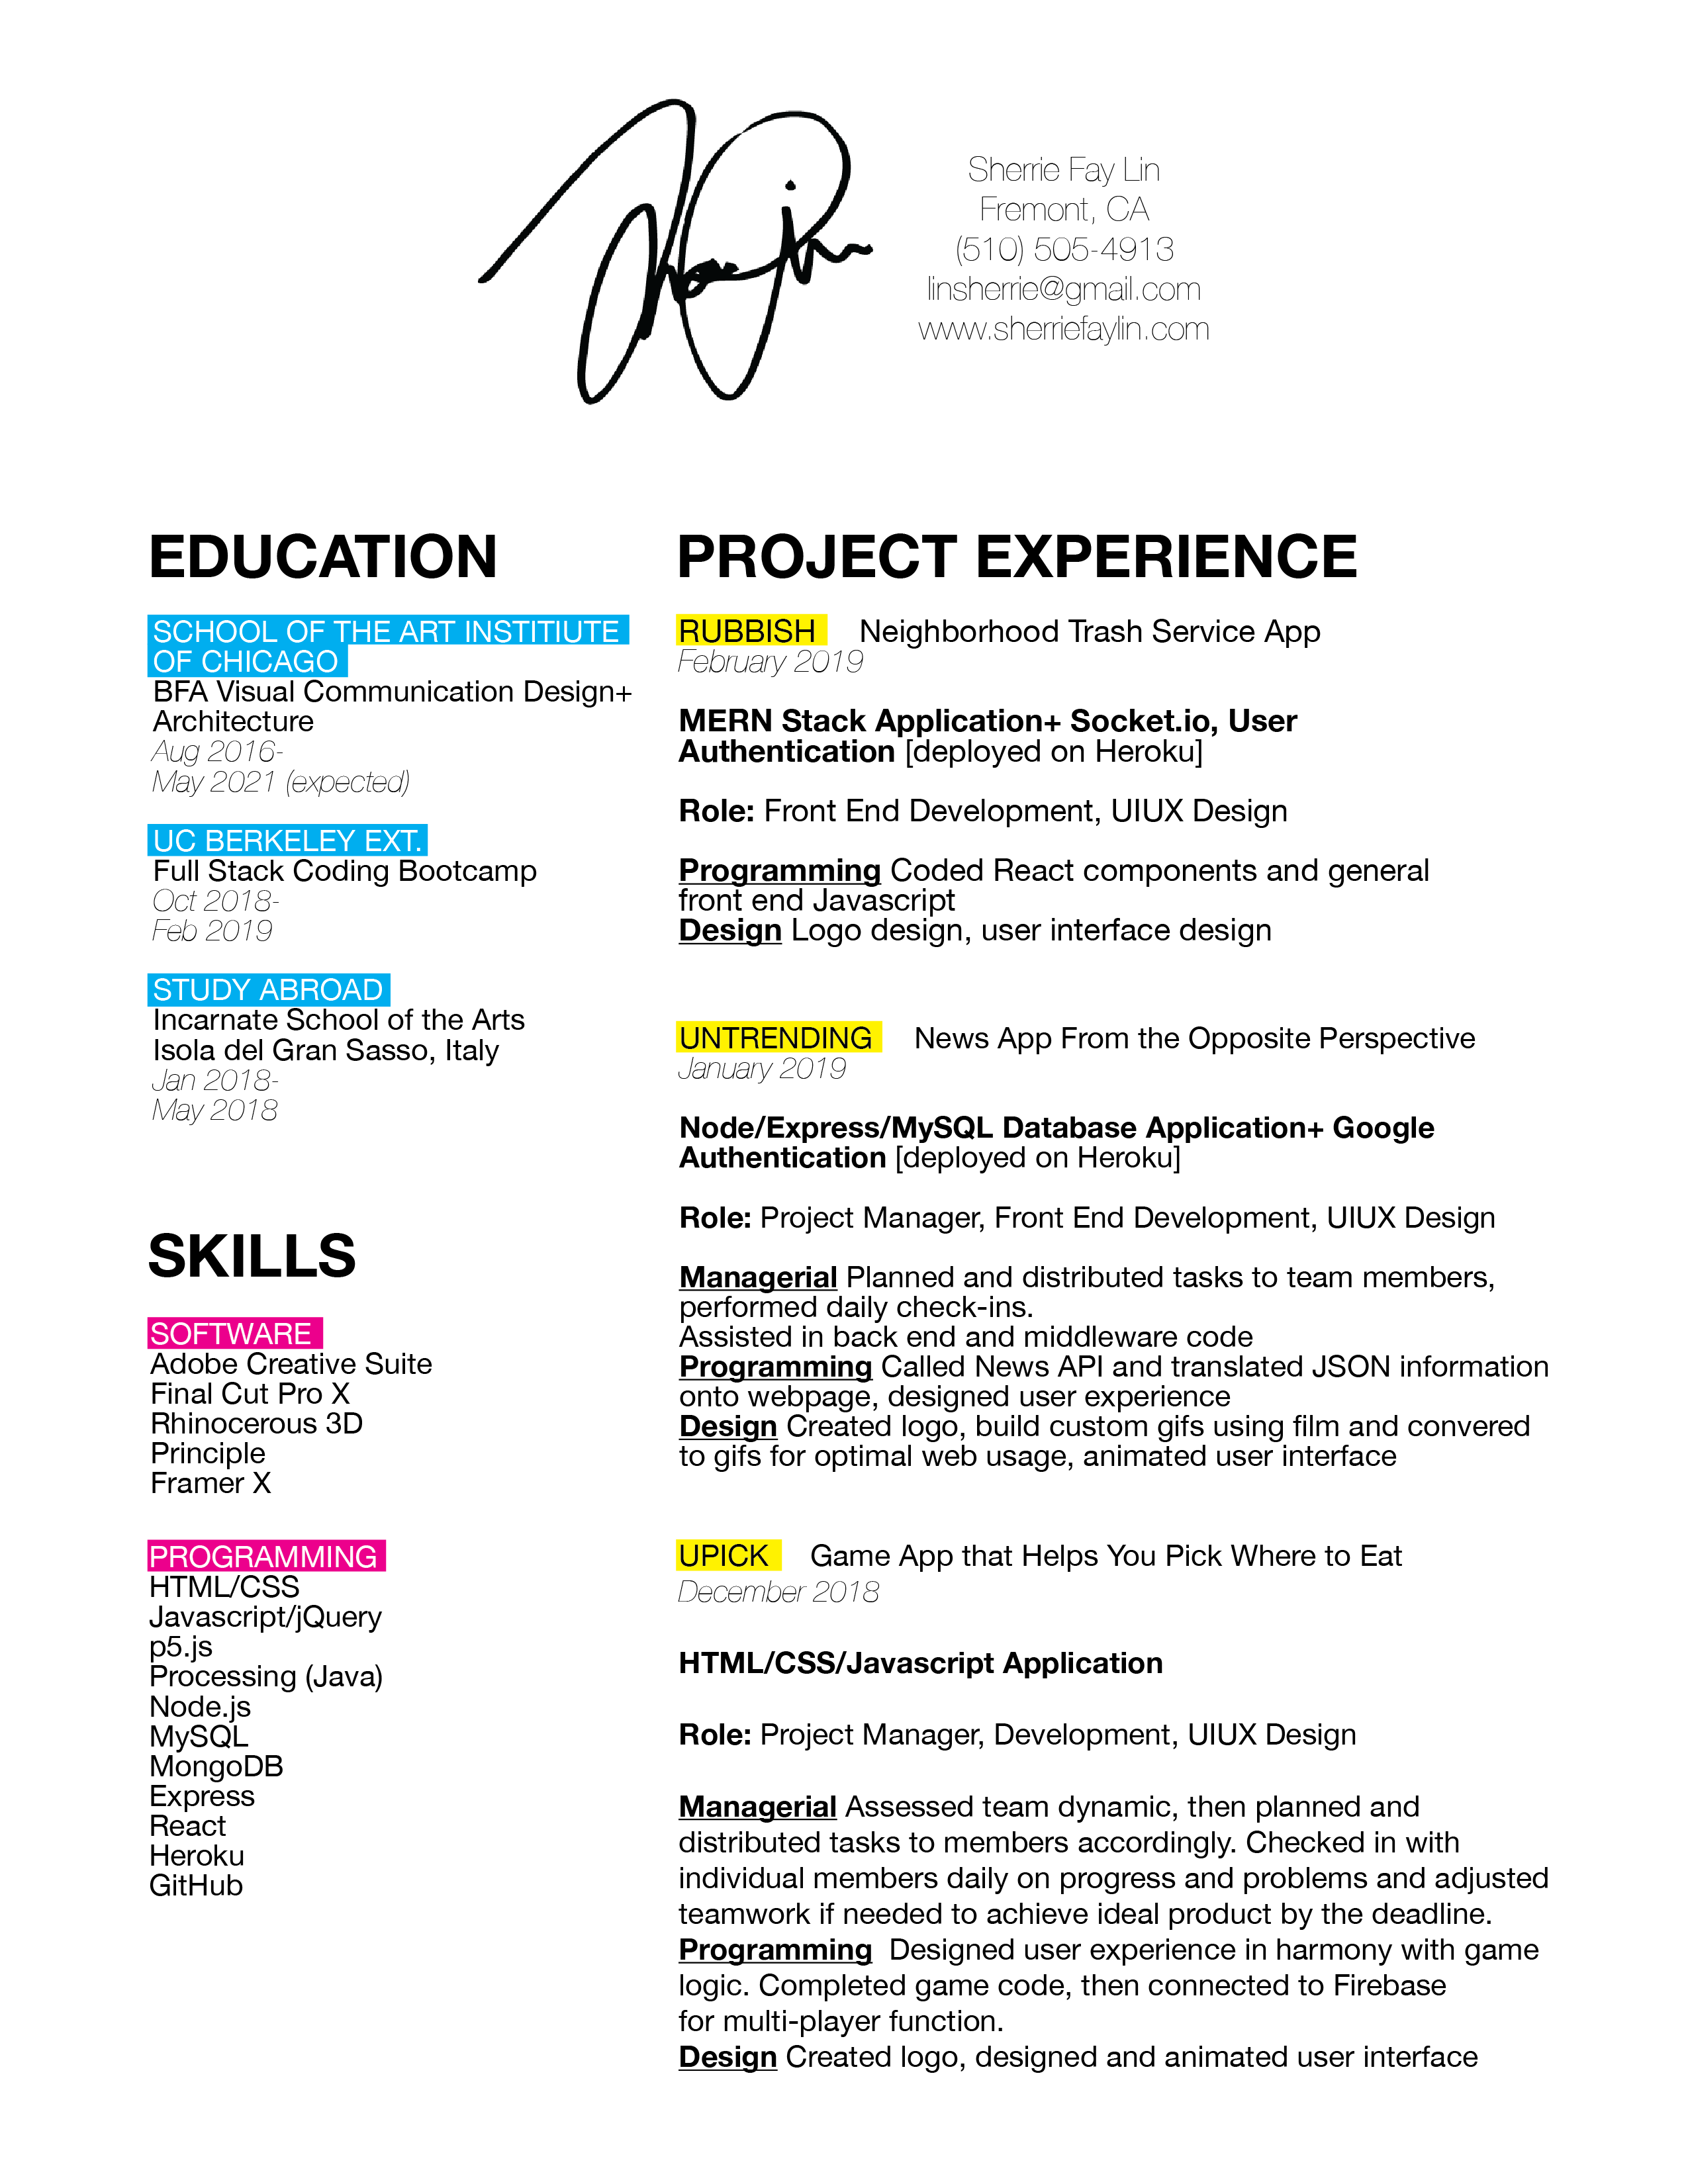 Sherrie Fay Lin
Fremont, CA
(510) 505-4913
linsherrie@gmail.com
www.sherriefaylin.com
EDUCATION
SCHOOL OF THE ART INSTITIUTE
OF CHICAGO
BFA Visual Communication Design+
Architecture
Aug 2016-
May 2021 (expected)
UC BERKELEY EXT.
Full Stack Coding Bootcamp
Oct 2018-
Feb 2019
STUDY ABROAD
Incarnate School of the Arts
Isola del Gran Sasso, Italy
Jan 2018-
May 2018
SKILLS
SOFTWARE
Adobe Creative Suite
Final Cut Pro X
Rhinocerous 3D
Principle
Framer X
PROGRAMMING
HTML/CSS
Javascript/jQuery
p5.js
Processing (Java)
Node.js
MySQL
MongoDB
Express
React
Heroku
GitHub
PROJECT EXPERIENCE
RUBBISH Neighborhood Trash Service App
February 2019
MERN Stack Application+ Socket.io, User
Authentication [deployed on Heroku]
Role: Front End Development, UIUX Design
Programming Coded React components and general
front end Javascript
Design Logo design, user interface design
UNTRENDING News App From the Opposite Perspective
January 2019
Node/Express/MySQL Database Application+ Google
Authentication [deployed on Heroku]
Role: Project Manager, Front End Development, UIUX Design
Managerial Planned and distributed tasks to team members,
performed daily check-ins.
Assisted in back end and middleware code
Programming Called News API and translated JSON information
onto webpage, designed user experience
Design Created logo, build custom gifs using film and convered
to gifs for optimal web usage, animated user interface
UPICK Game App that Helps You Pick Where to Eat
December 2018
HTML/CSS/Javascript Application
Role: Project Manager, Development, UIUX Design
Managerial Assessed team dynamic, then planned and
distributed tasks to members accordingly. Checked in with
individual members daily on progress and problems and adjusted
teamwork if needed to achieve ideal product by the deadline.
Programming Designed user experience in harmony with game
logic. Completed game code, then connected to Firebase
for multi-player function.
Design Created logo, designed and animated user interface